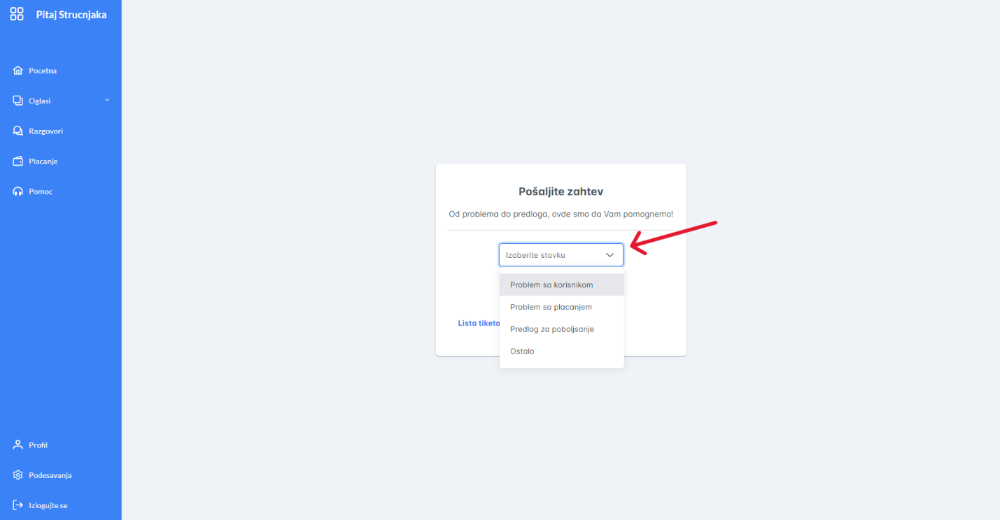 Pitaj Strucnjaka
Pocetna
Oglasi
Razgovori
Placanje
Pomoc
Profil
Podesavanja
Izlogujte se
Pošaljite zahtev
Od problema do predloga, ovde smo da Vam pomognemo!
Izaberite stavku
Problem sa korisnikom
Problem sa placanjem
Lista tiketa
Predlog za poboljsanje
Ostalo